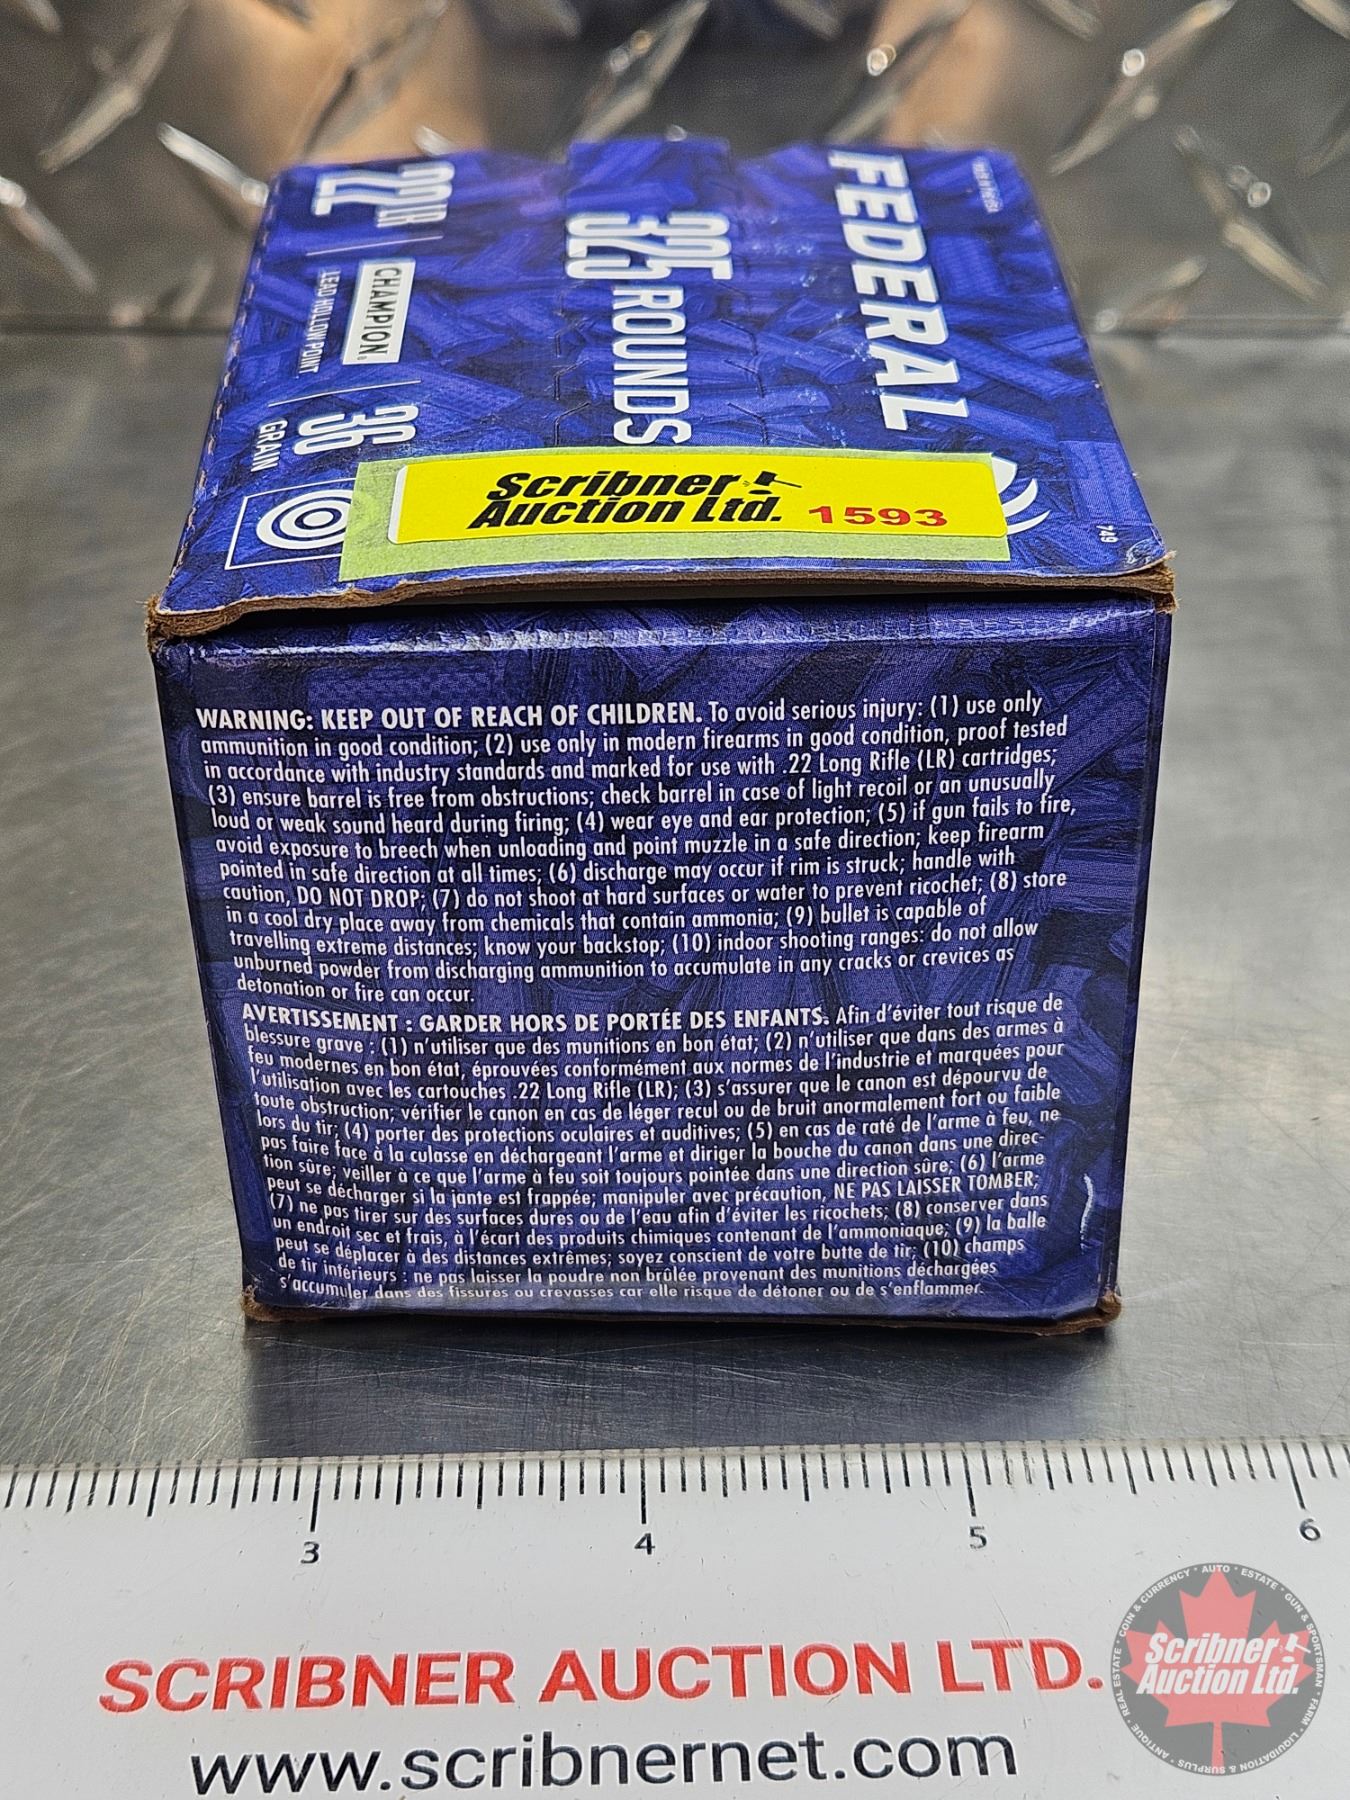 FEDERAL
325 ROUNDS
22 LR
CHAMPION
LEAD HOLLOW POINT
36
GRAIN
749
Scribner
Auction Ltd. 1593
WARNING: KEEP OUT OF REACH OF CHILDREN. To avoid serious injury: (1) use only
ammunition in good condition; (2) use only in modern firearms in good condition, proof tested
in accordance with industry standards and marked for use with .22 Long Rifle (LR) cartridges;
(3) ensure barrel is free from obstructions; check barrel in case of light recoil or an unusually
loud or weak sound heard during firing; (4) wear eye and ear protection; (5) if gun fails to fire,
avoid exposure to breech when unloading and point muzzle in a safe direction; keep firearm
pointed in safe direction at all times; (6) discharge may occur if rim is struck; handle with
caution, DO NOT DROP; (7) do not shoot at hard surfaces or water to prevent ricochet; (8) store
in a cool dry place away from chemicals that contain ammonia; (9) bullet is capable of
travelling extreme distances; know your backstop; (10) indoor shooting ranges: do not allow
unburned powder from discharging ammunition to accumulate in any cracks or crevices as
detonation or fire can occur.
AVERTISSEMENT : GARDER HORS DE PORTÉE DES ENFANTS. Afin d'éviter tout risque de
blessure grave : (1) n'utiliser que des munitions en bon état; (2) n'utiliser que dans des armes à
feu modernes en bon état, éprouvées conformément aux normes de l'industrie et marquées pour
l'utilisation avec les cartouches .22 Long Rifle (LR); (3) s'assurer que le canon est dépourvu de
toute obstruction; vérifier le canon en cas de léger recul ou de bruit anormalement fort ou faible
lors du tir; (4) porter des protections oculaires et auditives; (5) en cas de raté de l'arme à feu, ne
pas faire face à la culasse en déchargeant l'arme et diriger la bouche du canon dans une direc-
tion sûre; veiller à ce que l'arme à feu soit toujours pointée dans une direction sûre; (6) l'arme
peut se décharger si la jante est frappée; manipuler avec précaution, NE PAS LAISSER TOMBER;
(7) ne pas tirer sur des surfaces dures ou de l'eau afin d'éviter les ricochets; (8) conserver dans
un endroit sec et frais, à l'écart des produits chimiques contenant de l'ammoniaque; (9) la balle
peut se déplacer à des distances extrêmes; soyez conscient de votre butte de tir; (10) champs
de tir intérieurs : ne pas laisser la poudre non brûlée provenant des munitions déchargées
s'accumuler dans des fissures ou crevasses car elle risque de détoner ou de s'enflammer.
3 4 5 6
SCRIBNER AUCTION LTD.
www.scribnernet.com
Scribner
Auction Ltd.
COIN & CURRENCY • AUTO • ESTATE • GUN & SPORTSMAN • FARM • LIQUIDATION & SURPLUS • ANTIQUE • REAL ESTATE